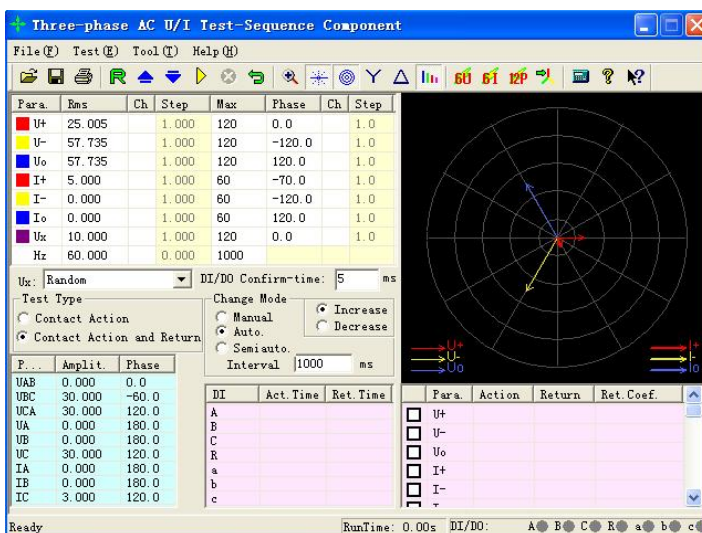 Three-phase AC U/I Test-Sequence Component
File(F) Test(E) Tool(T) Help(H)
R 6U 6I 12P
Para. Rms Ch Step Max Phase Ch Step
U+ 25.005 1.000 120 0.0 1.0
U- 57.735 1.000 120 -120.0 1.0
Uo 57.735 1.000 120 120.0 1.0
I+ 5.000 1.000 60 -70.0 1.0
I- 0.000 1.000 60 -120.0 1.0
Io 0.000 1.000 60 120.0 1.0
Ux 10.000 1.000 120 0.0 1.0
Hz 60.000 0.000 1000
U+ I+
U- I-
Uo Io
Ux: Random DI/DO Confirm-time: 5 ms
Test Type
Contact Action
Contact Action and Return
Change Mode
Manual
Auto.
Semiauto.
Increase
Decrease
Interval 1000 ms
P... Amplit. Phase
UAB 0.000 0.0
UBC 30.000 -60.0
UCA 30.000 120.0
UA 0.000 180.0
UB 0.000 180.0
UC 30.000 120.0
IA 0.000 180.0
IB 0.000 180.0
IC 3.000 120.0
DI Act.Time Ret.Time
A
B
C
R
a
b
c
Para. Action Return Ret.Coef.
U+
U-
Uo
I+
I-
Ready RunTime: 0.00s DI/DO: A B C R a b c